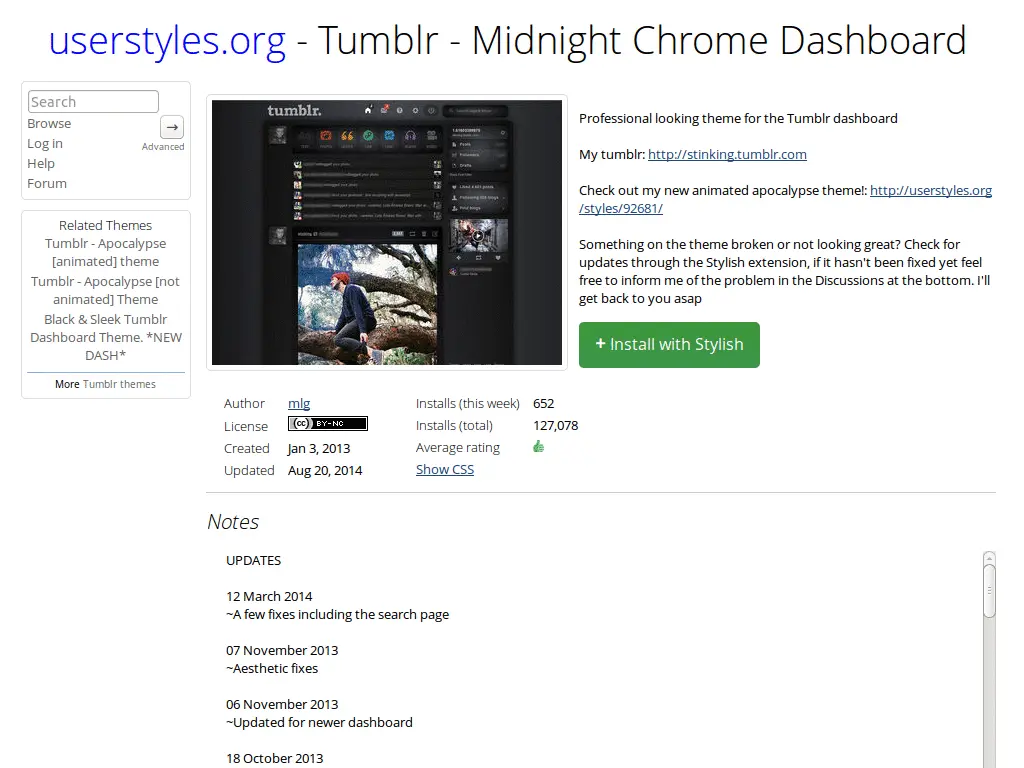 userstyles.org - Tumblr - Midnight Chrome Dashboard
Search
Browse
→
Log in
Advanced
Help
Forum
Related Themes
Tumblr - Apocalypse
[animated] theme
Tumblr - Apocalypse [not
animated] Theme
Black & Sleek Tumblr
Dashboard Theme. *NEW
DASH*
More Tumblr themes
tumblr.
Professional looking theme for the Tumblr dashboard
My tumblr: http://stinking.tumblr.com
Check out my new animated apocalypse theme!: http://userstyles.org
/styles/92681/
Something on the theme broken or not looking great? Check for
updates through the Stylish extension, if it hasn't been fixed yet feel
free to inform me of the problem in the Discussions at the bottom. I'll
get back to you asap
+ Install with Stylish
Author mlg
License (cc) BY-NC
Created Jan 3, 2013
Updated Aug 20, 2014
Installs (this week) 652
Installs (total) 127,078
Average rating
Show CSS
Notes
UPDATES
12 March 2014
~A few fixes including the search page
07 November 2013
~Aesthetic fixes
06 November 2013
~Updated for newer dashboard
18 October 2013